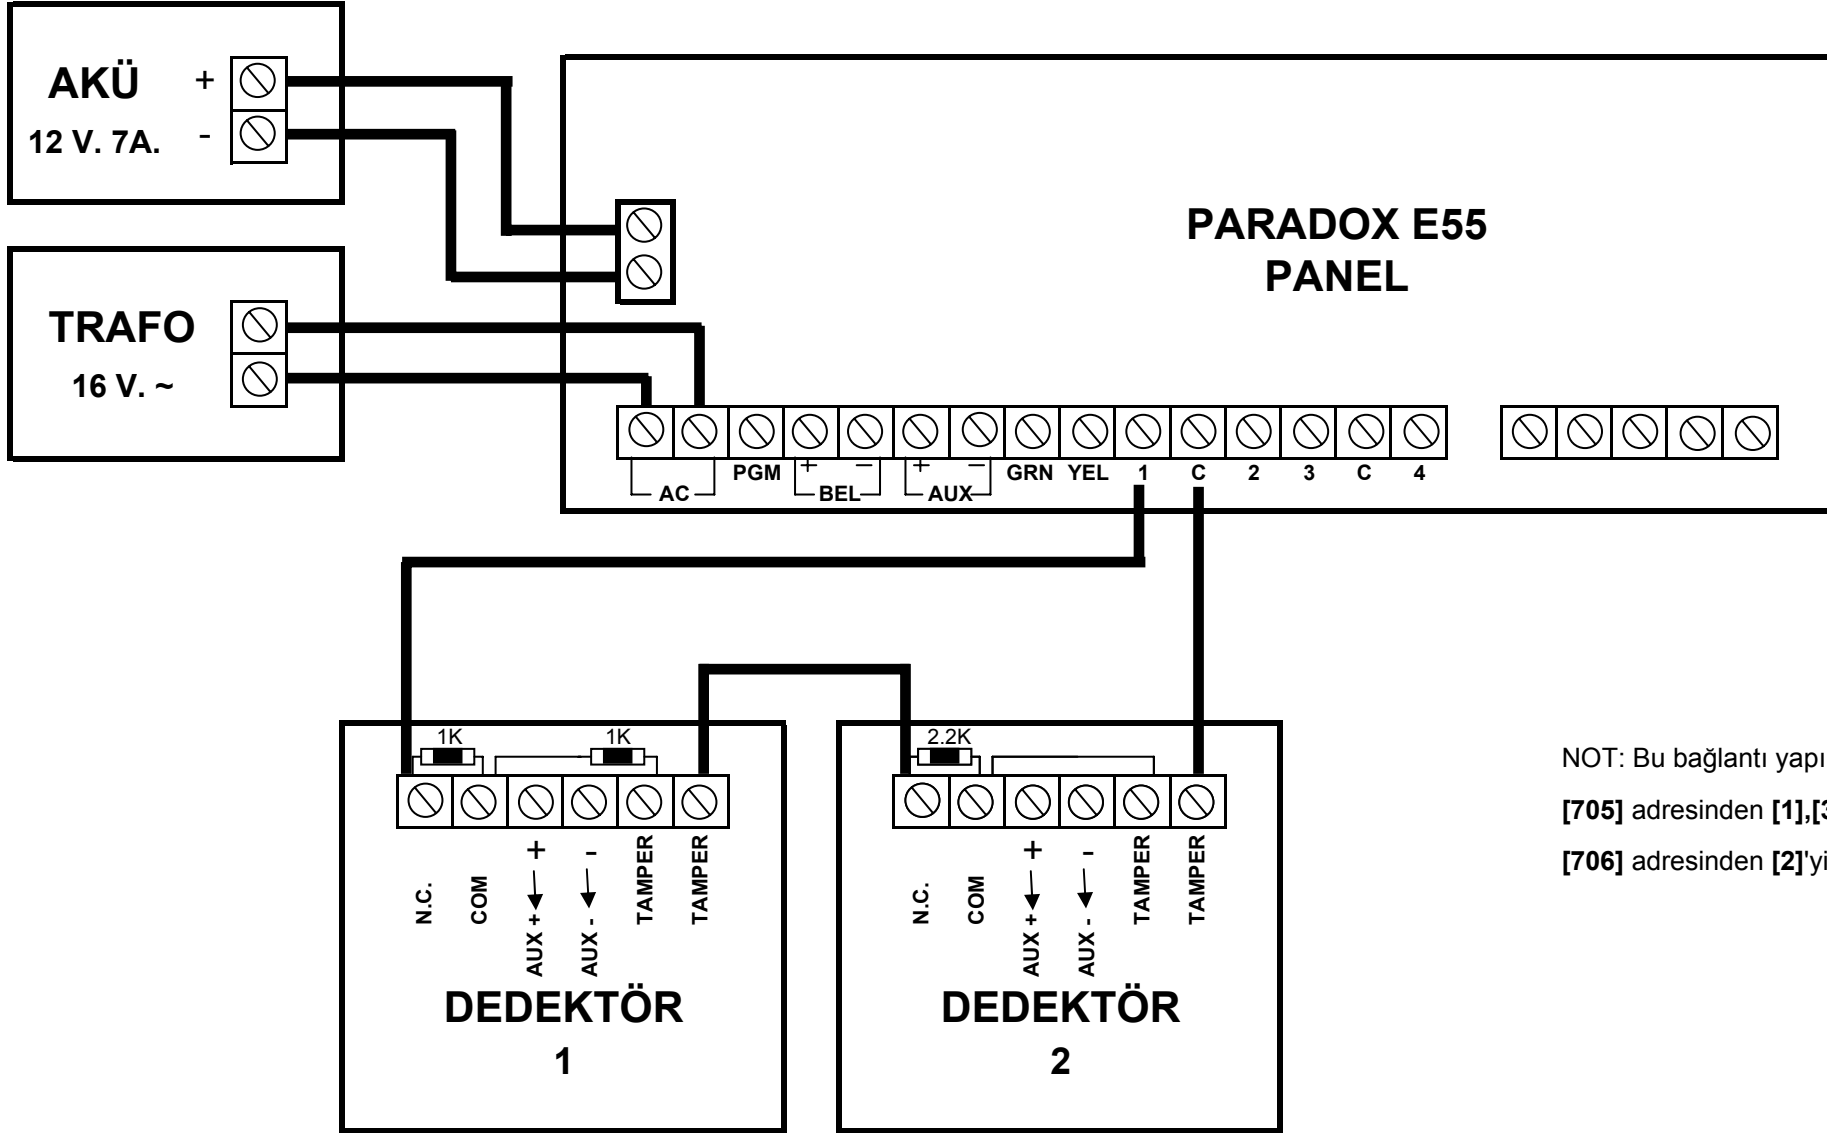 AKÜ +
12 V. 7A. -
TRAFO
16 V. ~
PARADOX E55
PANEL
+ − + −
PGM GRN YEL 1 C 2 3 C 4
AC BEL AUX
1K 1K
2.2K
N.C. COM AUX + + AUX - - TAMPER TAMPER
DEDEKTÖR
1
N.C. COM AUX + + AUX - - TAMPER TAMPER
DEDEKTÖR
2
NOT: Bu bağlantı yapı
[705] adresinden [1],[3
[706] adresinden [2]'yi